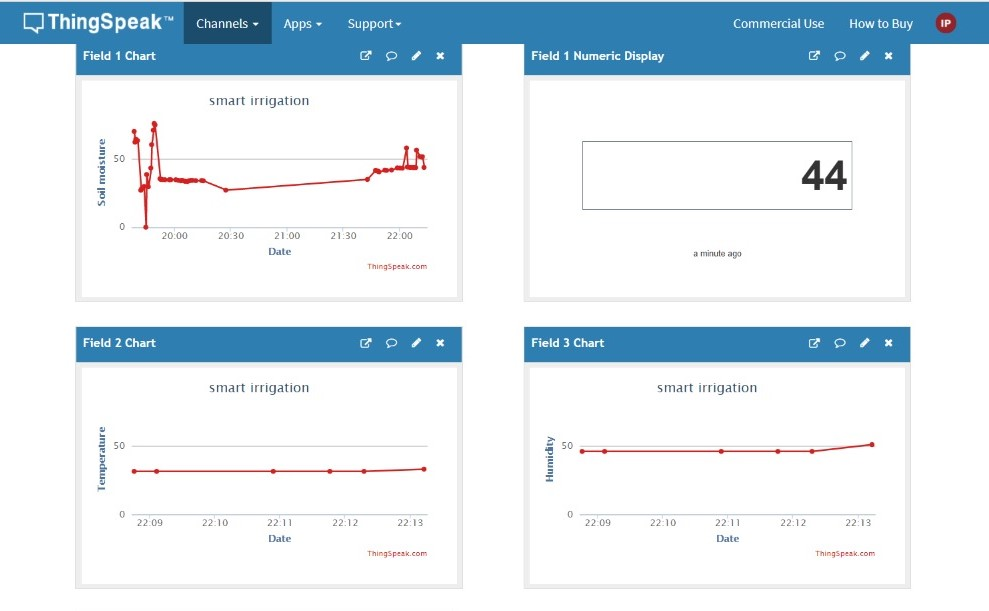 ThingSpeak™ Channels Apps Support Commercial Use How to Buy IP
Field 1 Chart
smart irrigation
Soil moisture
50
0
20:00 20:30 21:00 21:30 22:00
Date
ThingSpeak.com
Field 1 Numeric Display
44
a minute ago
Field 2 Chart
smart irrigation
Temperature
50
0
22:09 22:10 22:11 22:12 22:13
Date
ThingSpeak.com
Field 3 Chart
smart irrigation
Humidity
50
0
22:09 22:10 22:11 22:12 22:13
Date
ThingSpeak.com